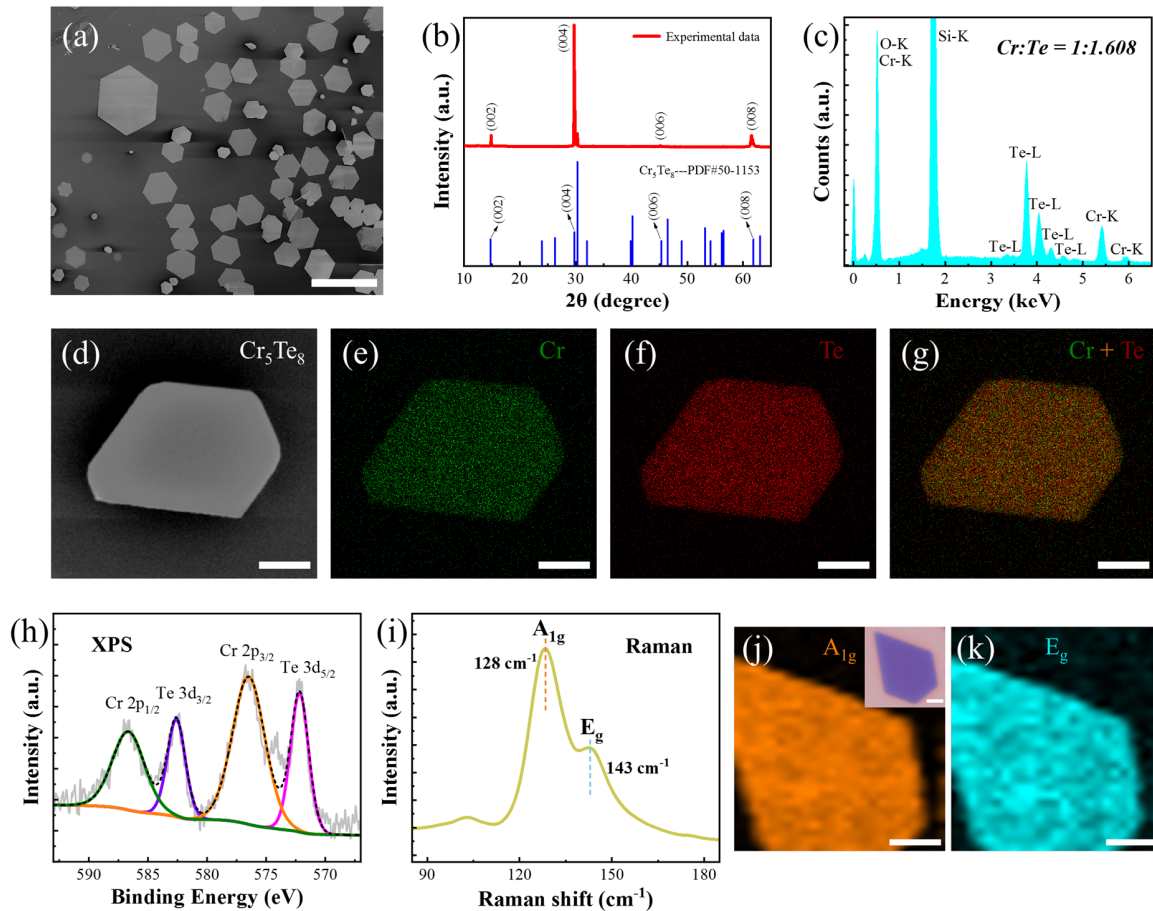 (a)
(b)
(002)
(004)
(006)
(008)
Experimental data
Cr5Te8---PDF#50-1153
(002)
(004)
(006)
(008)
Intensity (a.u.)
10 20 30 40 50 60
2θ (degree)
(c)
Cr:Te = 1:1.608
O-K
Cr-K
Si-K
Te-L
Te-L
Te-L
Te-L
Te-L
Cr-K
Cr-K
Counts (a.u.)
0 1 2 3 4 5 6
Energy (keV)
(d) Cr5Te8
(e) Cr
(f) Te
(g) Cr + Te
(h)
XPS
Cr 2p1/2
Te 3d3/2
Cr 2p3/2
Te 3d5/2
Intensity (a.u.)
590 585 580 575 570
Binding Energy (eV)
(i)
A1g
Raman
128 cm-1
Eg
143 cm-1
Intensity (a.u.)
90 120 150 180
Raman shift (cm-1)
(j) A1g
(k) Eg